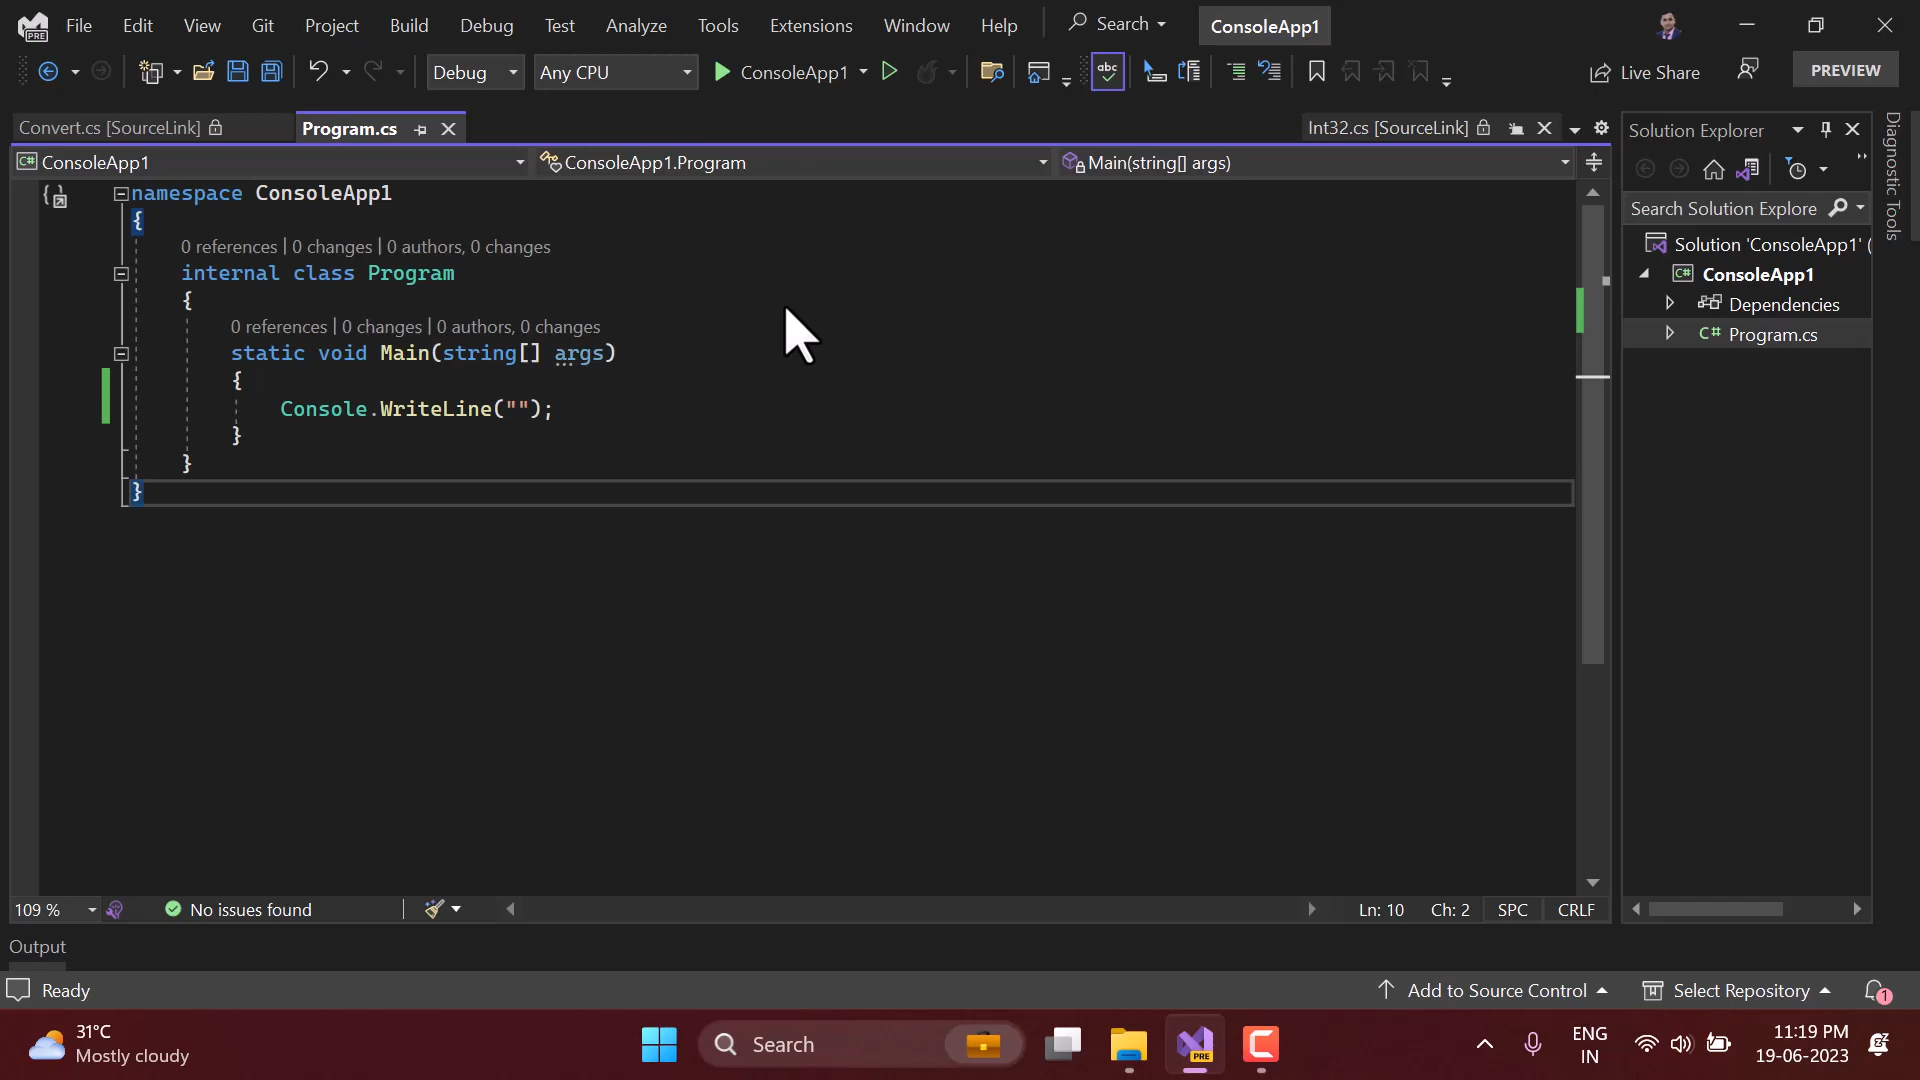 File Edit View Git Project Build Debug Test Analyze Tools Extensions Window Help Search ConsoleApp1
PRE
Debug Any CPU ConsoleApp1 abc Live Share PREVIEW
Convert.cs [SourceLink] Program.cs Int32.cs [SourceLink] Solution Explorer
Diagnostic Tools
C# ConsoleApp1 ConsoleApp1.Program Main(string[] args)
namespace ConsoleApp1
{
0 references | 0 changes | 0 authors, 0 changes
internal class Program
{
0 references | 0 changes | 0 authors, 0 changes
static void Main(string[] args)
{
Console.WriteLine("");
}
}
}
Search Solution Explore
Solution 'ConsoleApp1' (
C# ConsoleApp1
Dependencies
C# Program.cs
109 % No issues found Ln: 10 Ch: 2 SPC CRLF
Output
Ready Add to Source Control Select Repository 1
31°C
Mostly cloudy
Search
PRE
ENG
IN
11:19 PM
19-06-2023